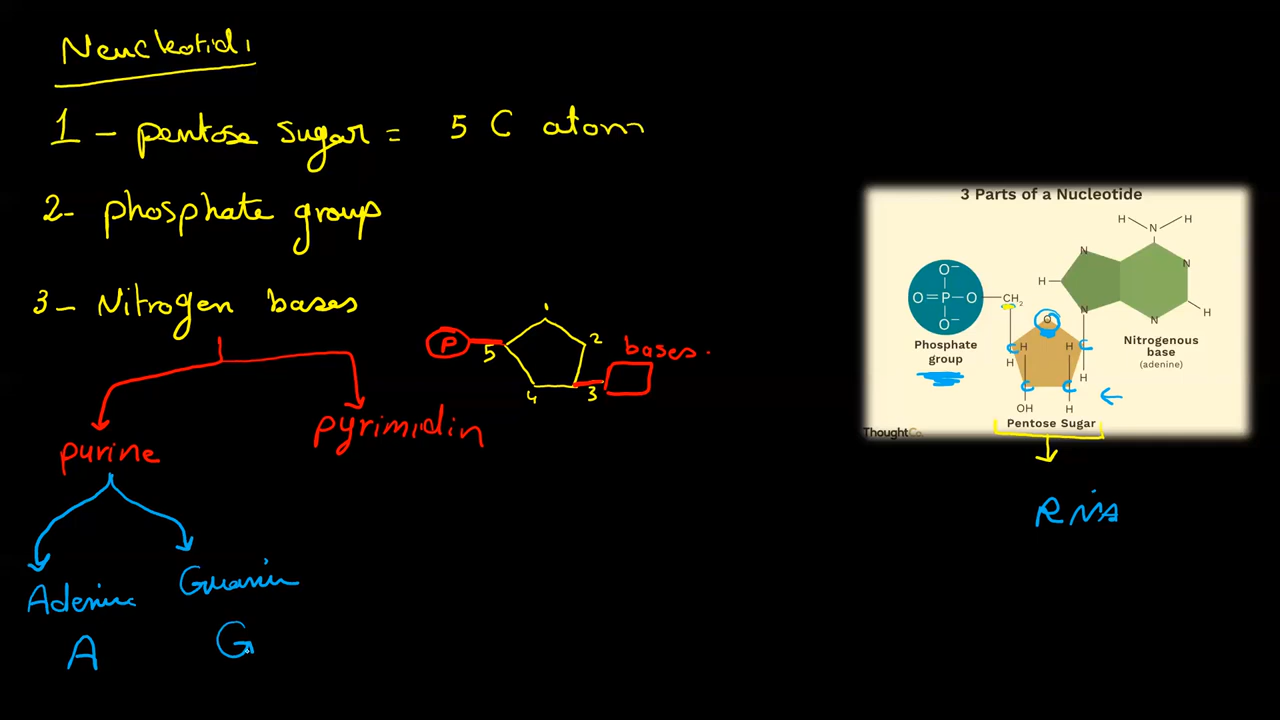 Neucleotidi
1 - pentose sugar = 5 C atom
2- phosphate group
3- Nitrogen bases
purine
pyrimidin
Adenine
Guanin
A
G
P
5
4
3
2
bases.
3 Parts of a Nucleotide
O⁻
O=P-O
O⁻
CH₂
Phosphate
group
O
C H
H
H
C
H
C
C
OH
H
Pentose Sugar
H
H
N
N
N
H
N
N
H
Nitrogenous
base
(adenine)
ThoughtCo.
RNA